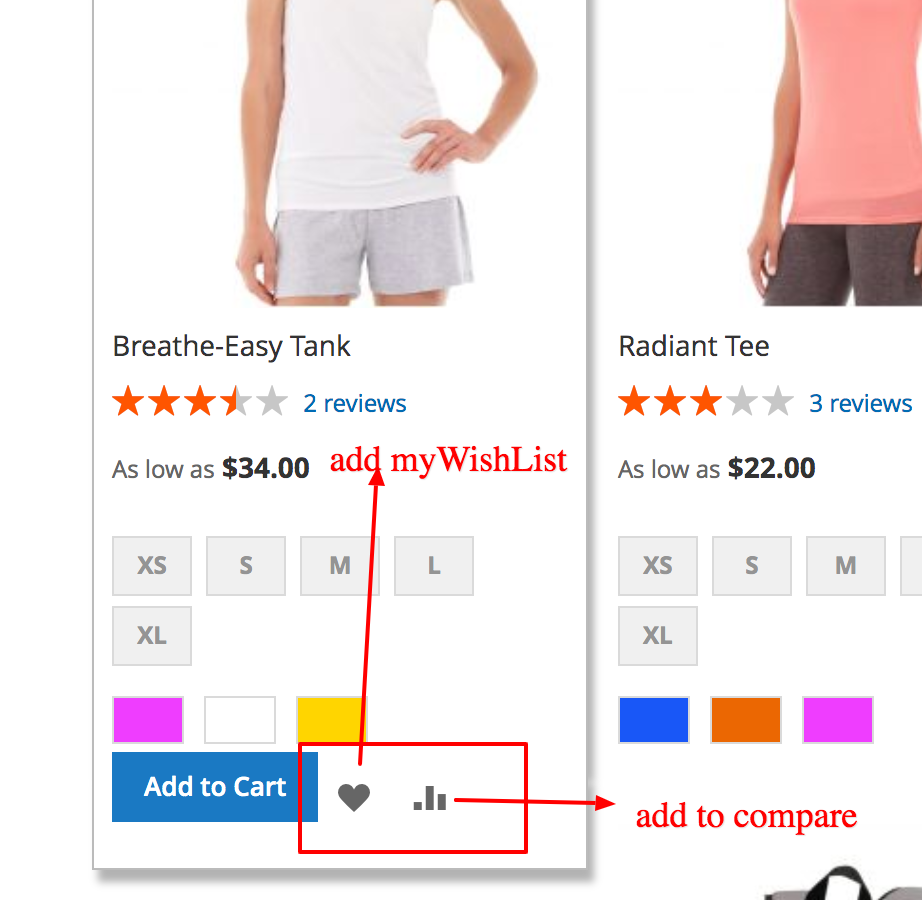 Breathe-Easy Tank
2 reviews
As low as $34.00
add myWishList
XS S M L
XL
Add to Cart
Radiant Tee
3 reviews
As low as $22.00
XS S M
XL
add to compare